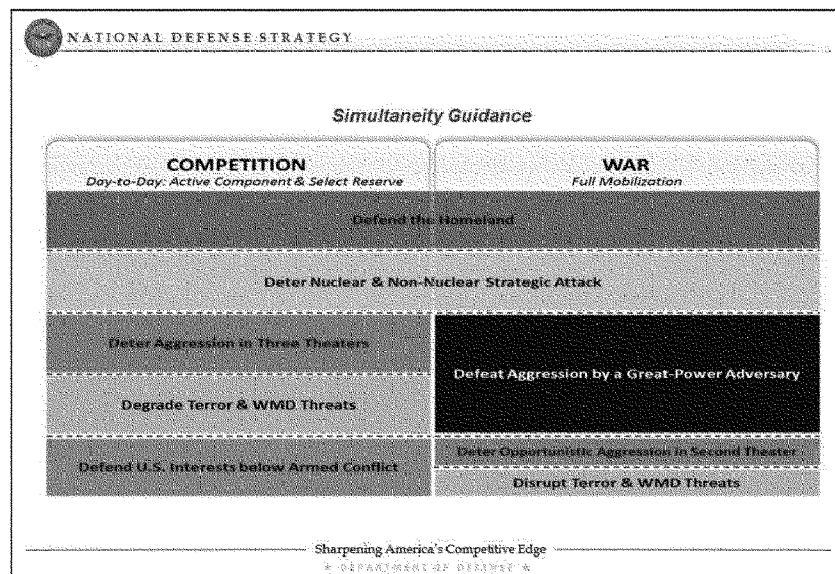 NATIONAL DEFENSE STRATEGY
Simultaneity Guidance
COMPETITION
Day-to-Day: Active Component & Select Reserve
WAR
Full Mobilization
Defend the Homeland
Deter Nuclear & Non-Nuclear Strategic Attack
Deter Aggression in Three Theaters
Degrade Terror & WMD Threats
Defend U.S. Interests below Armed Conflict
Defeat Aggression by a Great-Power Adversary
Deter Opportunistic Aggression in Second Theater
Disrupt Terror & WMD Threats
Sharpening America's Competitive Edge
★ DEPARTMENT OF DEFENSE ★